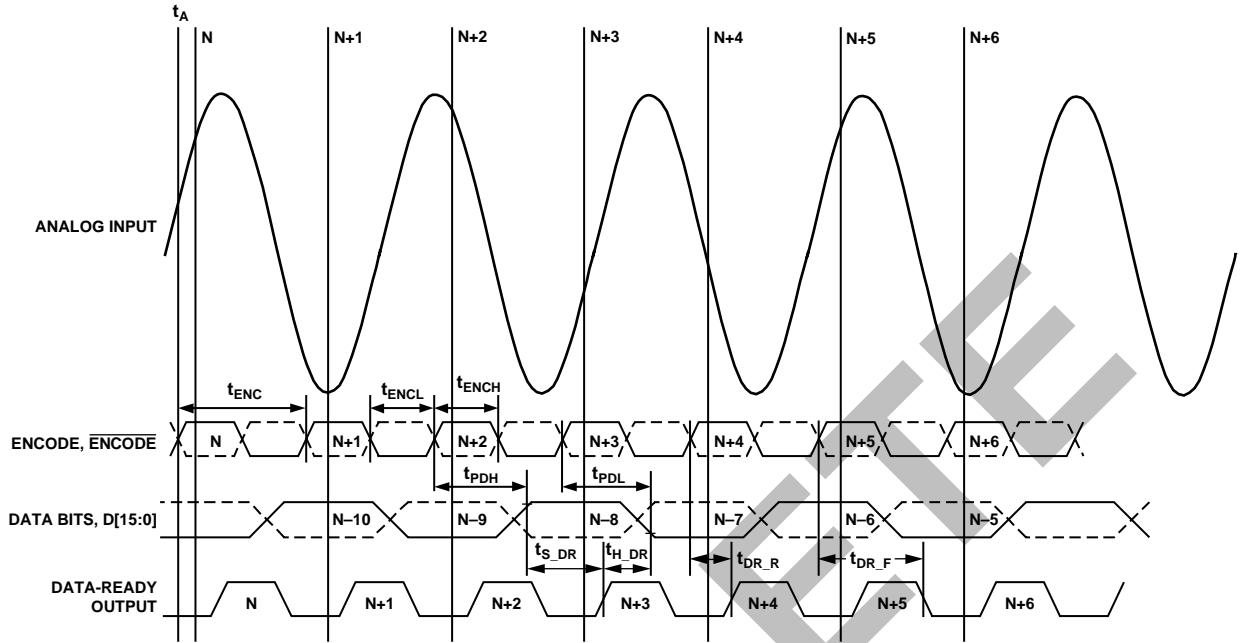 tA
N N+1 N+2 N+3 N+4 N+5 N+6
ANALOG INPUT
tENC tENCL tENCH
ENCODE, ENCODE N N+1 N+2 N+3 N+4 N+5 N+6
tPDH tPDL
DATA BITS, D[15:0] N–10 N–9 N–8 N–7 N–6 N–5
tS_DR tH_DR tDR_R tDR_F
DATA-READY
OUTPUT N N+1 N+2 N+3 N+4 N+5 N+6
ETE